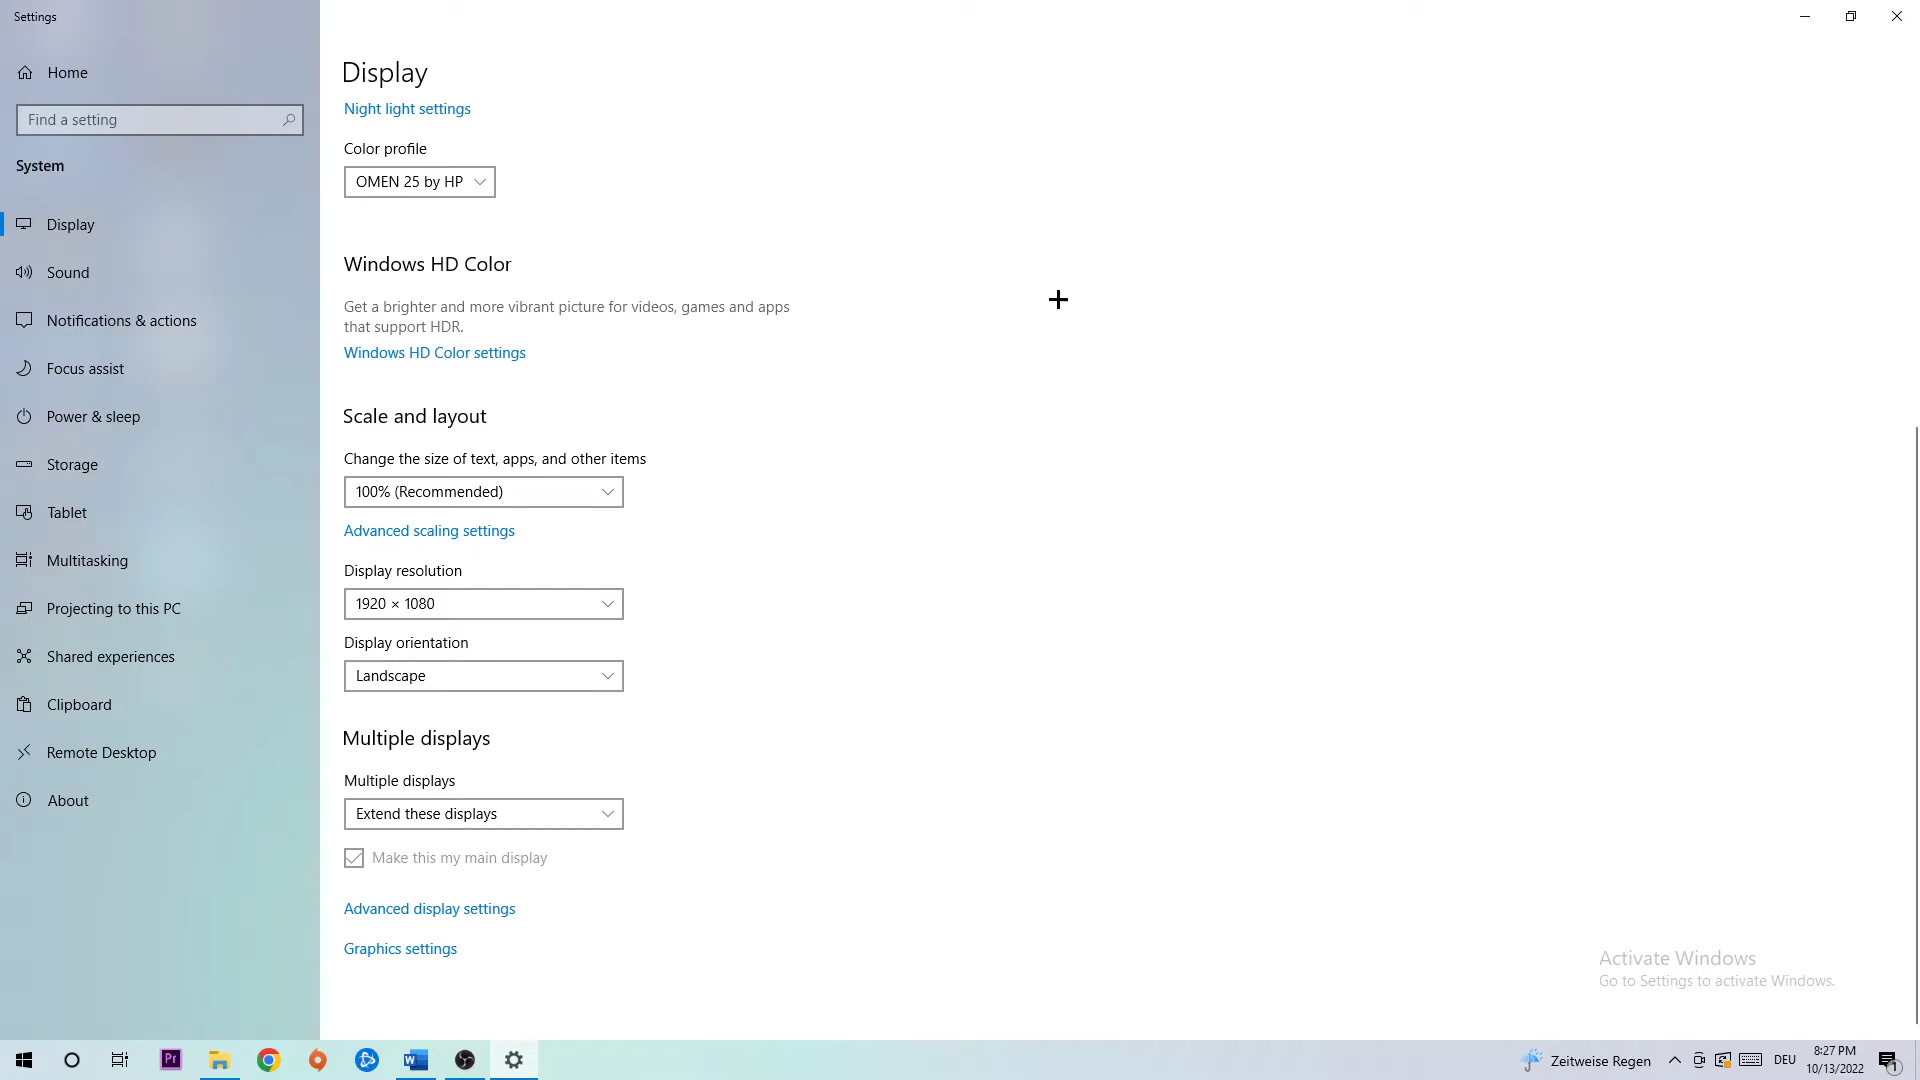 Settings
Home
Find a setting
System
Display
Sound
Notifications & actions
Focus assist
Power & sleep
Storage
Tablet
Multitasking
Projecting to this PC
Shared experiences
Clipboard
Remote Desktop
About
Display
Night light settings
Color profile
OMEN 25 by HP
Windows HD Color
Get a brighter and more vibrant picture for videos, games and apps
that support HDR.
Windows HD Color settings
Scale and layout
Change the size of text, apps, and other items
100% (Recommended)
Advanced scaling settings
Display resolution
1920 × 1080
Display orientation
Landscape
Multiple displays
Multiple displays
Extend these displays
Make this my main display
Advanced display settings
Graphics settings
Activate Windows
Go to Settings to activate Windows.
Pr
W
Zeitweise Regen
DEU
8:27 PM
10/13/2022
1